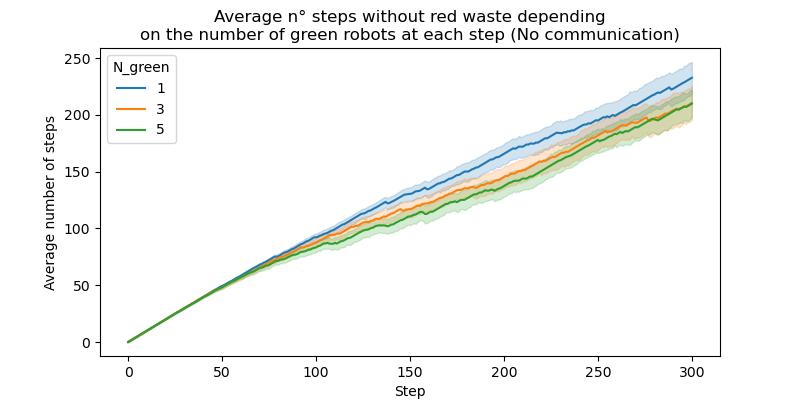 Average n° steps without red waste depending
on the number of green robots at each step (No communication)
N_green
1
3
5
Average number of steps
250
200
150
100
50
0
0 50 100 150 200 250 300
Step